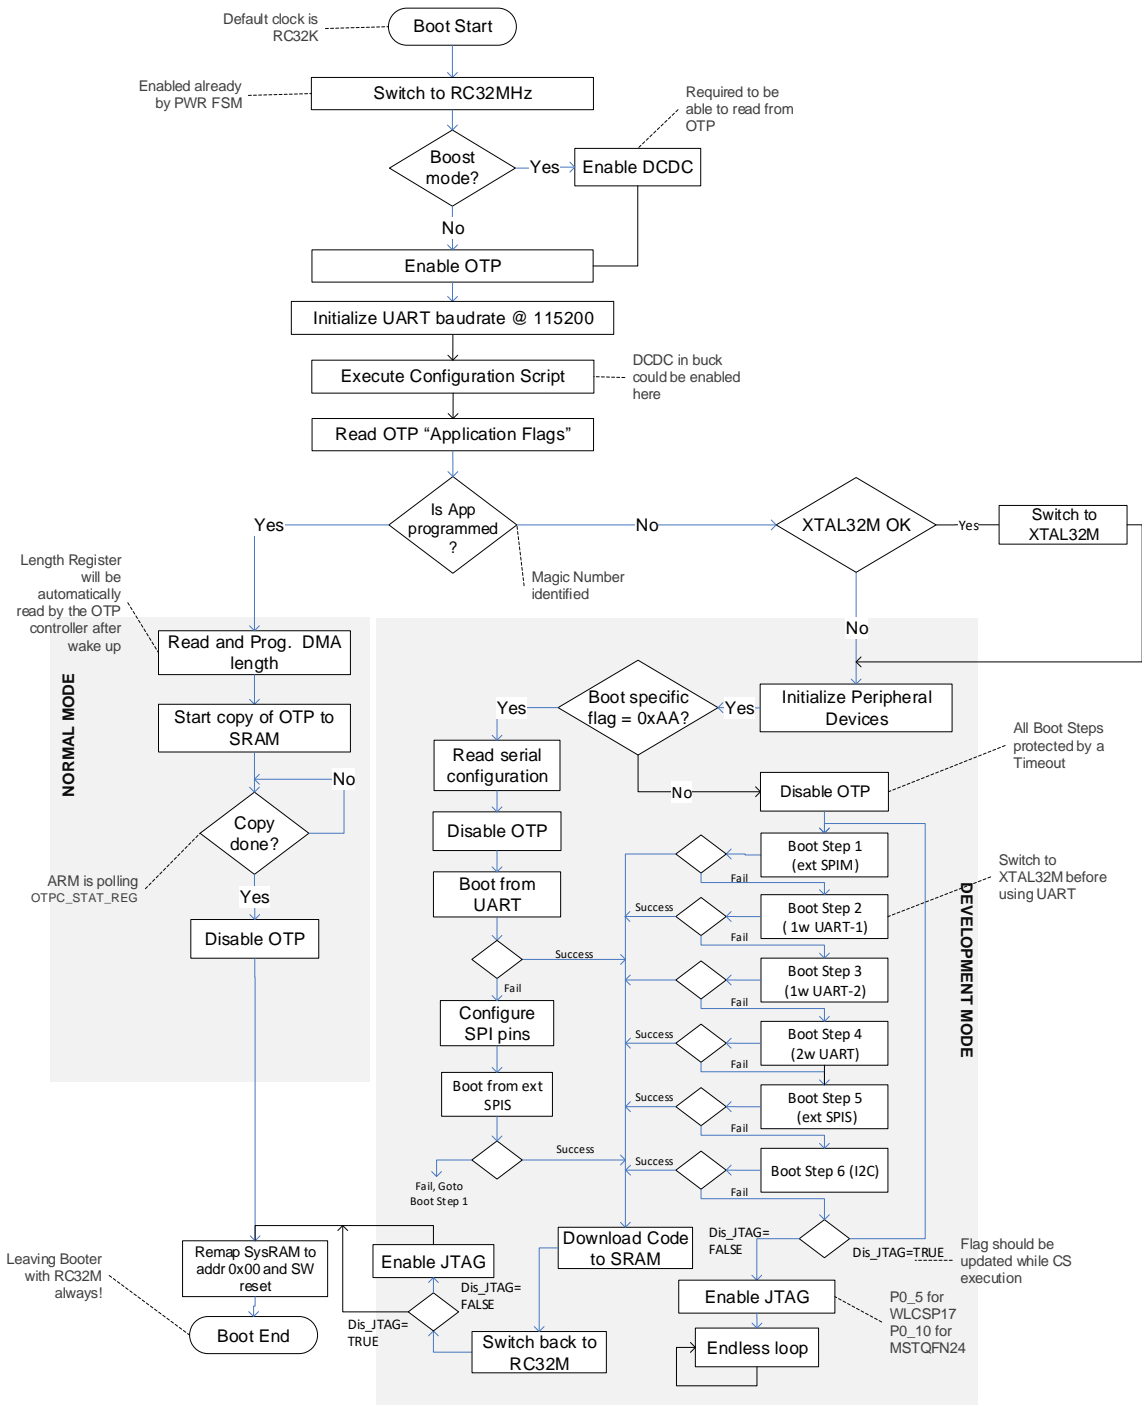 Default clock is
RC32K
Boot Start
Enabled already
by PWR FSM
Switch to RC32MHz
Required to be
able to read from
OTP
Boost
mode?
Yes
Enable DCDC
No
Enable OTP
Initialize UART baudrate @ 115200
Execute Configuration Script
DCDC in buck
could be enabled
here
Read OTP “Application Flags”
Is App
programmed
?
Yes
No
XTAL32M OK
Yes
Switch to
XTAL32M
Magic Number
identified
Length Register
will be
automatically
read by the OTP
controller after
wake up
No
NORMAL MODE
Read and Prog. DMA
length
Start copy of OTP to
SRAM
No
Copy
done?
ARM is polling
OTPC_STAT_REG
Yes
Disable OTP
Initialize Peripheral
Devices
Yes
Boot specific
flag = 0xAA?
Yes
No
Read serial
configuration
Disable OTP
Boot from
UART
Success
Fail
Configure
SPI pins
Boot from ext
SPIS
Success
Fail, Goto
Boot Step 1
All Boot Steps
protected by a
Timeout
Disable OTP
Boot Step 1
(ext SPIM)
Fail
Switch to
XTAL32M before
using UART
DEVELOPMENT MODE
Success
Boot Step 2
( 1w UART-1)
Fail
Boot Step 3
(1w UART-2)
Success
Fail
Boot Step 4
(2w UART)
Success
Fail
Boot Step 5
(ext SPIS)
Success
Fail
Boot Step 6 (I2C)
Success
Fail
Dis_JTAG=
FALSE
Dis_JTAG=TRUE
Flag should be
updated while CS
execution
Download Code
to SRAM
Enable JTAG
Dis_JTAG=
FALSE
Dis_JTAG=
TRUE
Switch back to
RC32M
Enable JTAG
P0_5 for
WLCSP17
P0_10 for
MSTQFN24
Endless loop
Remap SysRAM to
addr 0x00 and SW
reset
Leaving Booter
with RC32M
always!
Boot End